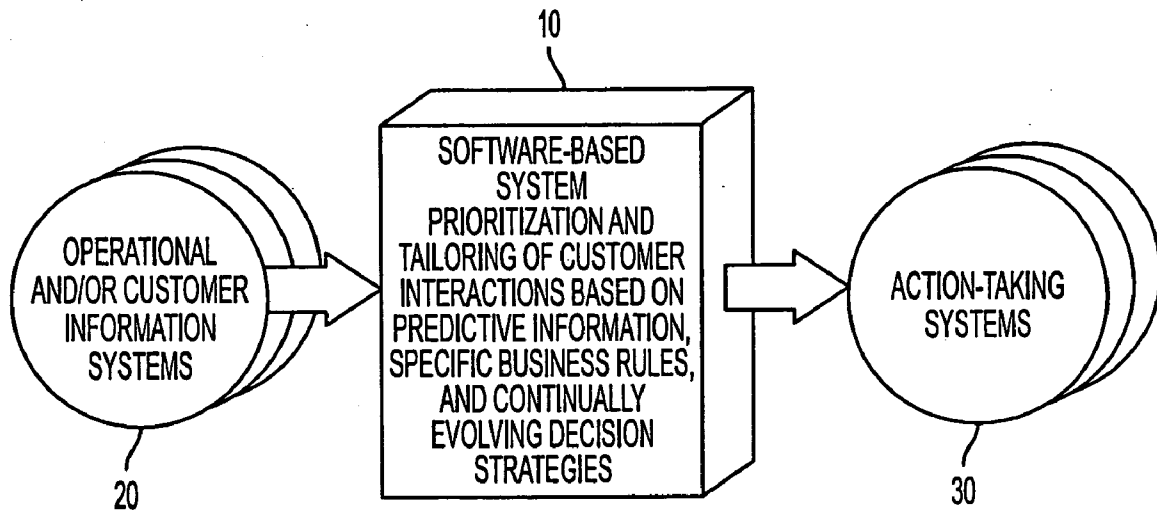 10
OPERATIONAL
AND/OR CUSTOMER
INFORMATION
SYSTEMS
20
SOFTWARE-BASED
SYSTEM
PRIORITIZATION AND
TAILORING OF CUSTOMER
INTERACTIONS BASED ON
PREDICTIVE INFORMATION,
SPECIFIC BUSINESS RULES,
AND CONTINUALLY
EVOLVING DECISION
STRATEGIES
ACTION-TAKING
SYSTEMS
30